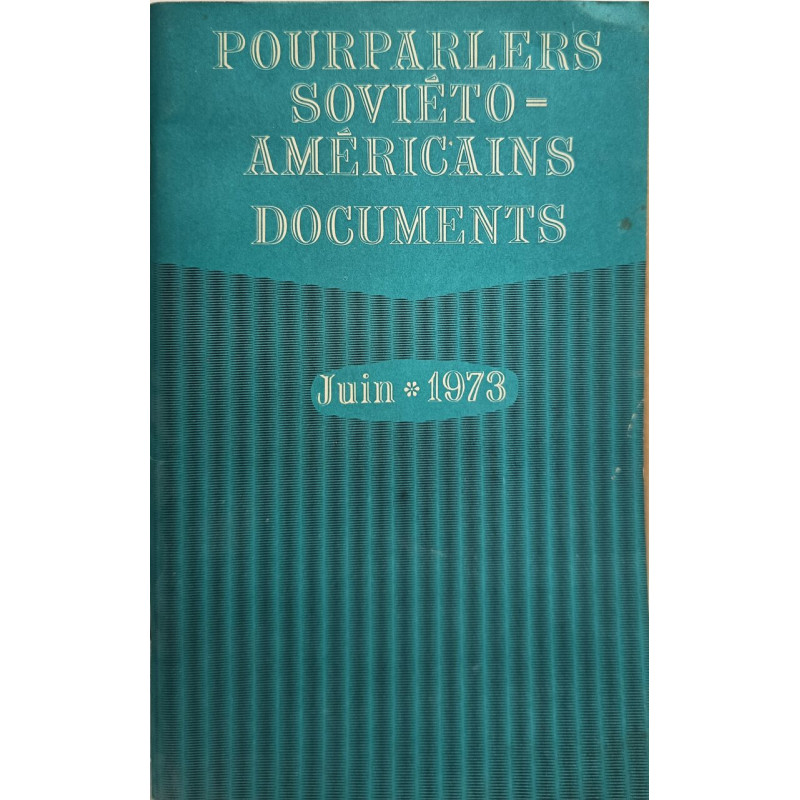 POURPARLERS
SOVIÉTO-
AMÉRICAINS
DOCUMENTS
Juin * 1973